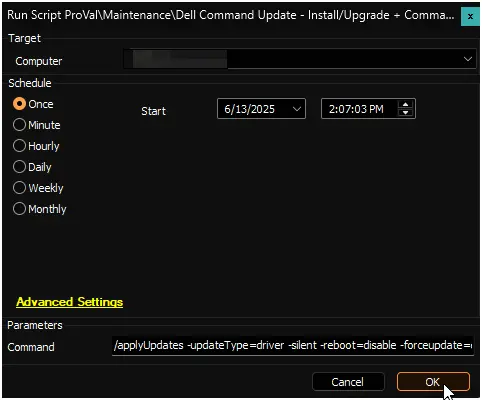 Run Script ProVal\Maintenance\Dell Command Update - Install/Upgrade + Comma... x
Target
Computer
Schedule
Once Start 6/13/2025 2:07:03 PM
Minute
Hourly
Daily
Weekly
Monthly
Advanced Settings
Parameters
Command /applyUpdates -updateType=driver -silent -reboot=disable -forceupdate=
Cancel OK